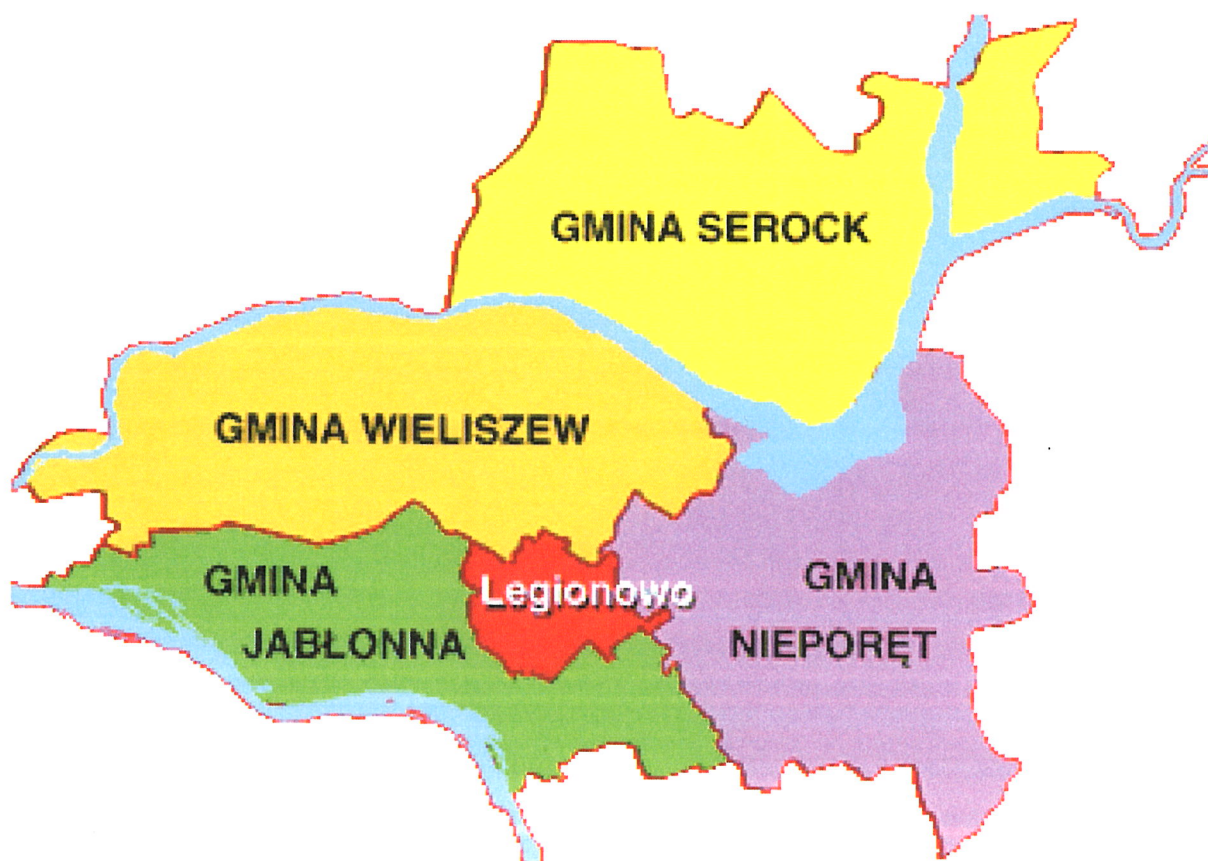 GMINA SEROCK
GMINA WIELISZEW
GMINA
JABŁONNA
Legionowo
GMINA
NIEPORĘT